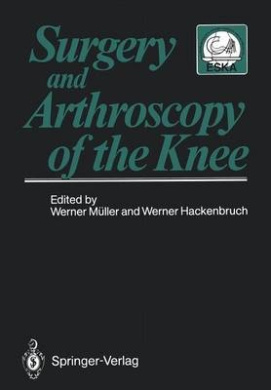 Surgery
and
Arthroscopy
of the Knee
ESKA
Edited by
Werner Müller and Werner Hackenbruch
Springer-Verlag